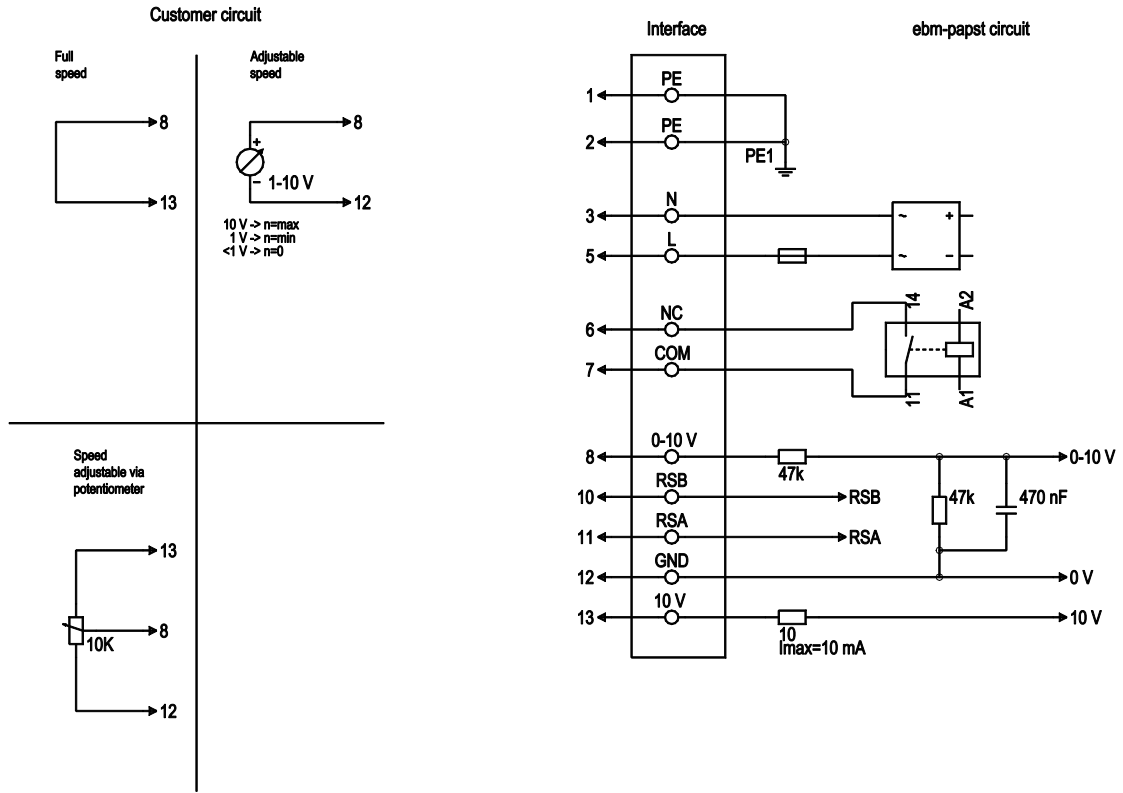 Customer circuit
Full
speed
8
13
Adjustable
speed
8
+
−
1-10 V
12
10 V -> n=max
1 V -> n=min
<1 V -> n=0
Speed
adjustable via
potentiometer
13
8
10K
12
Interface
ebm-papst circuit
1
PE
2
PE
PE1
3
N
~
+
5
L
~
−
6
NC
14
A2
7
COM
11
A1
8
0-10 V
47k
0-10 V
10
RSB
RSB
47k
470 nF
11
RSA
RSA
12
GND
0 V
13
10 V
10
Imax=10 mA
10 V